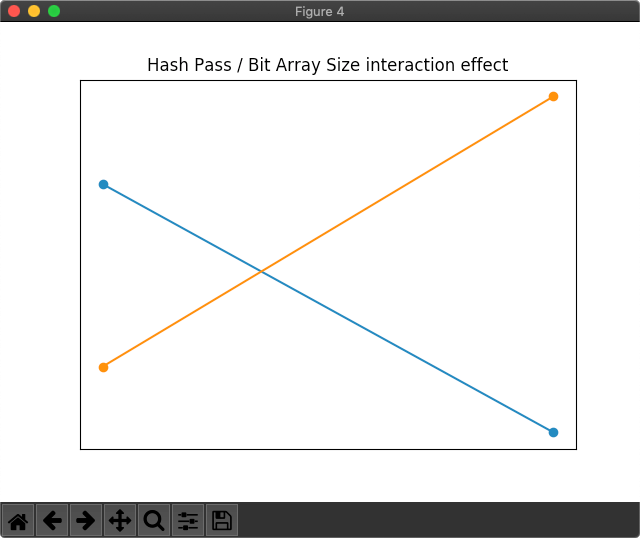 Figure 4
Hash Pass / Bit Array Size interaction effect